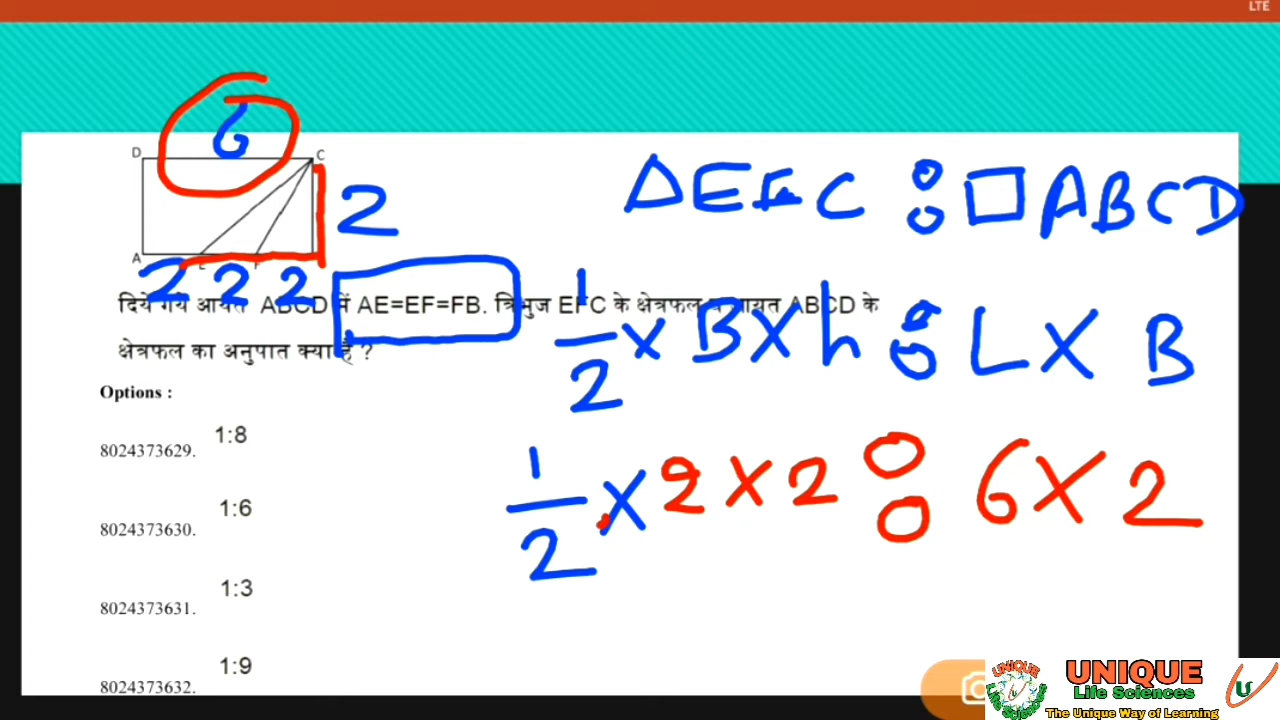 LTE
6
D C
2
A E F
2 2 2
△EFC : □ABCD
दिये गये आयत ABCD में AE=EF=FB. त्रिभुज EFC के क्षेत्रफल व आयत ABCD के
क्षेत्रफल का अनुपात क्या है ?
1/2 × B × h : L × B
Options :
8024373629. 1:8
1/2 × 2 × 2 : 6 × 2
8024373630. 1:6
8024373631. 1:3
8024373632. 1:9
UNIQUE
Life Sciences
The Unique Way of Learning